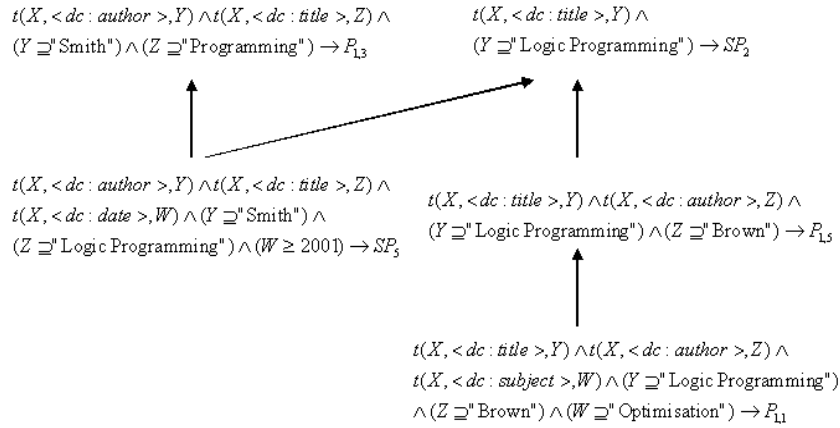 t(X, < dc : author >,Y) ∧t(X, < dc : title >, Z) ∧
(Y ⊇"Smith") ∧ (Z ⊇"Programming") → P1,3
t(X, < dc : title >,Y) ∧
(Y ⊇"Logic Programming") → SP2
t(X, < dc : author >,Y) ∧t(X, < dc : title >, Z) ∧
t(X, < dc : date >,W) ∧ (Y ⊇"Smith") ∧
(Z ⊇"Logic Programming") ∧ (W ≥ 2001) → SP5
t(X, < dc : title >,Y) ∧t(X, < dc : author >, Z) ∧
(Y ⊇"Logic Programming") ∧ (Z ⊇"Brown") → P1,5
t(X, < dc : title >,Y) ∧t(X, < dc : author >, Z) ∧
t(X, < dc : subject >,W) ∧ (Y ⊇"Logic Programming")
∧ (Z ⊇"Brown") ∧ (W ⊇"Optimisation") → P1,1